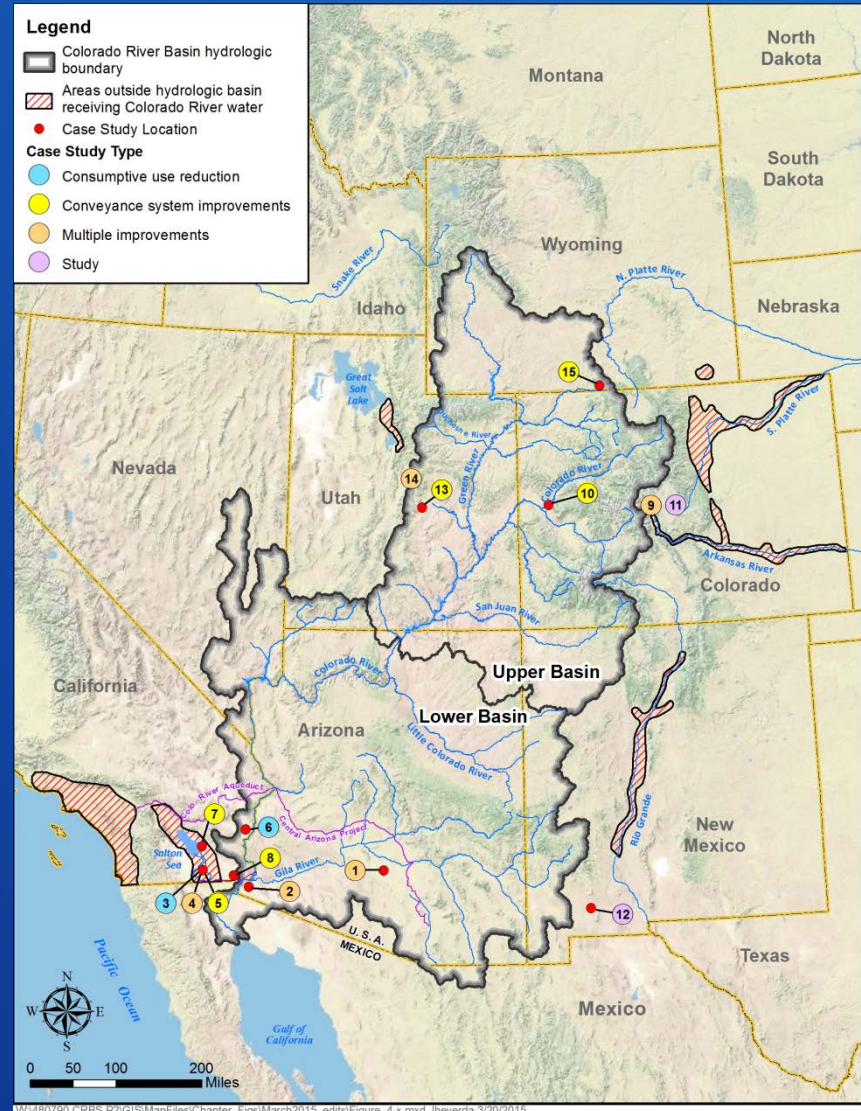 Legend
Colorado River Basin hydrologic
boundary
Areas outside hydrologic basin
receiving Colorado River water
Case Study Location
Case Study Type
Consumptive use reduction
Conveyance system improvements
Multiple improvements
Study
North
Dakota
Montana
South
Dakota
Wyoming
Snake River
Idaho
N. Platte River
Nebraska
15
Great
Salt
Lake
S. Platte River
Nevada
Utah
Green River
Colorado River
14
13
10
9
11
Arkansas River
Colorado
San Juan River
California
Colorado River
Upper Basin
Lower Basin
Arizona
Little Colorado River
Colo. River Aqueduct
7
6
Central Arizona Project
Rio Grande
New
Mexico
Salton
Sea
8
Gila River
1
2
3
4
5
12
U. S. A.
MEXICO
Texas
Pacific Ocean
Mexico
Gulf of
California
N
W
E
S
0 50 100 200
Miles